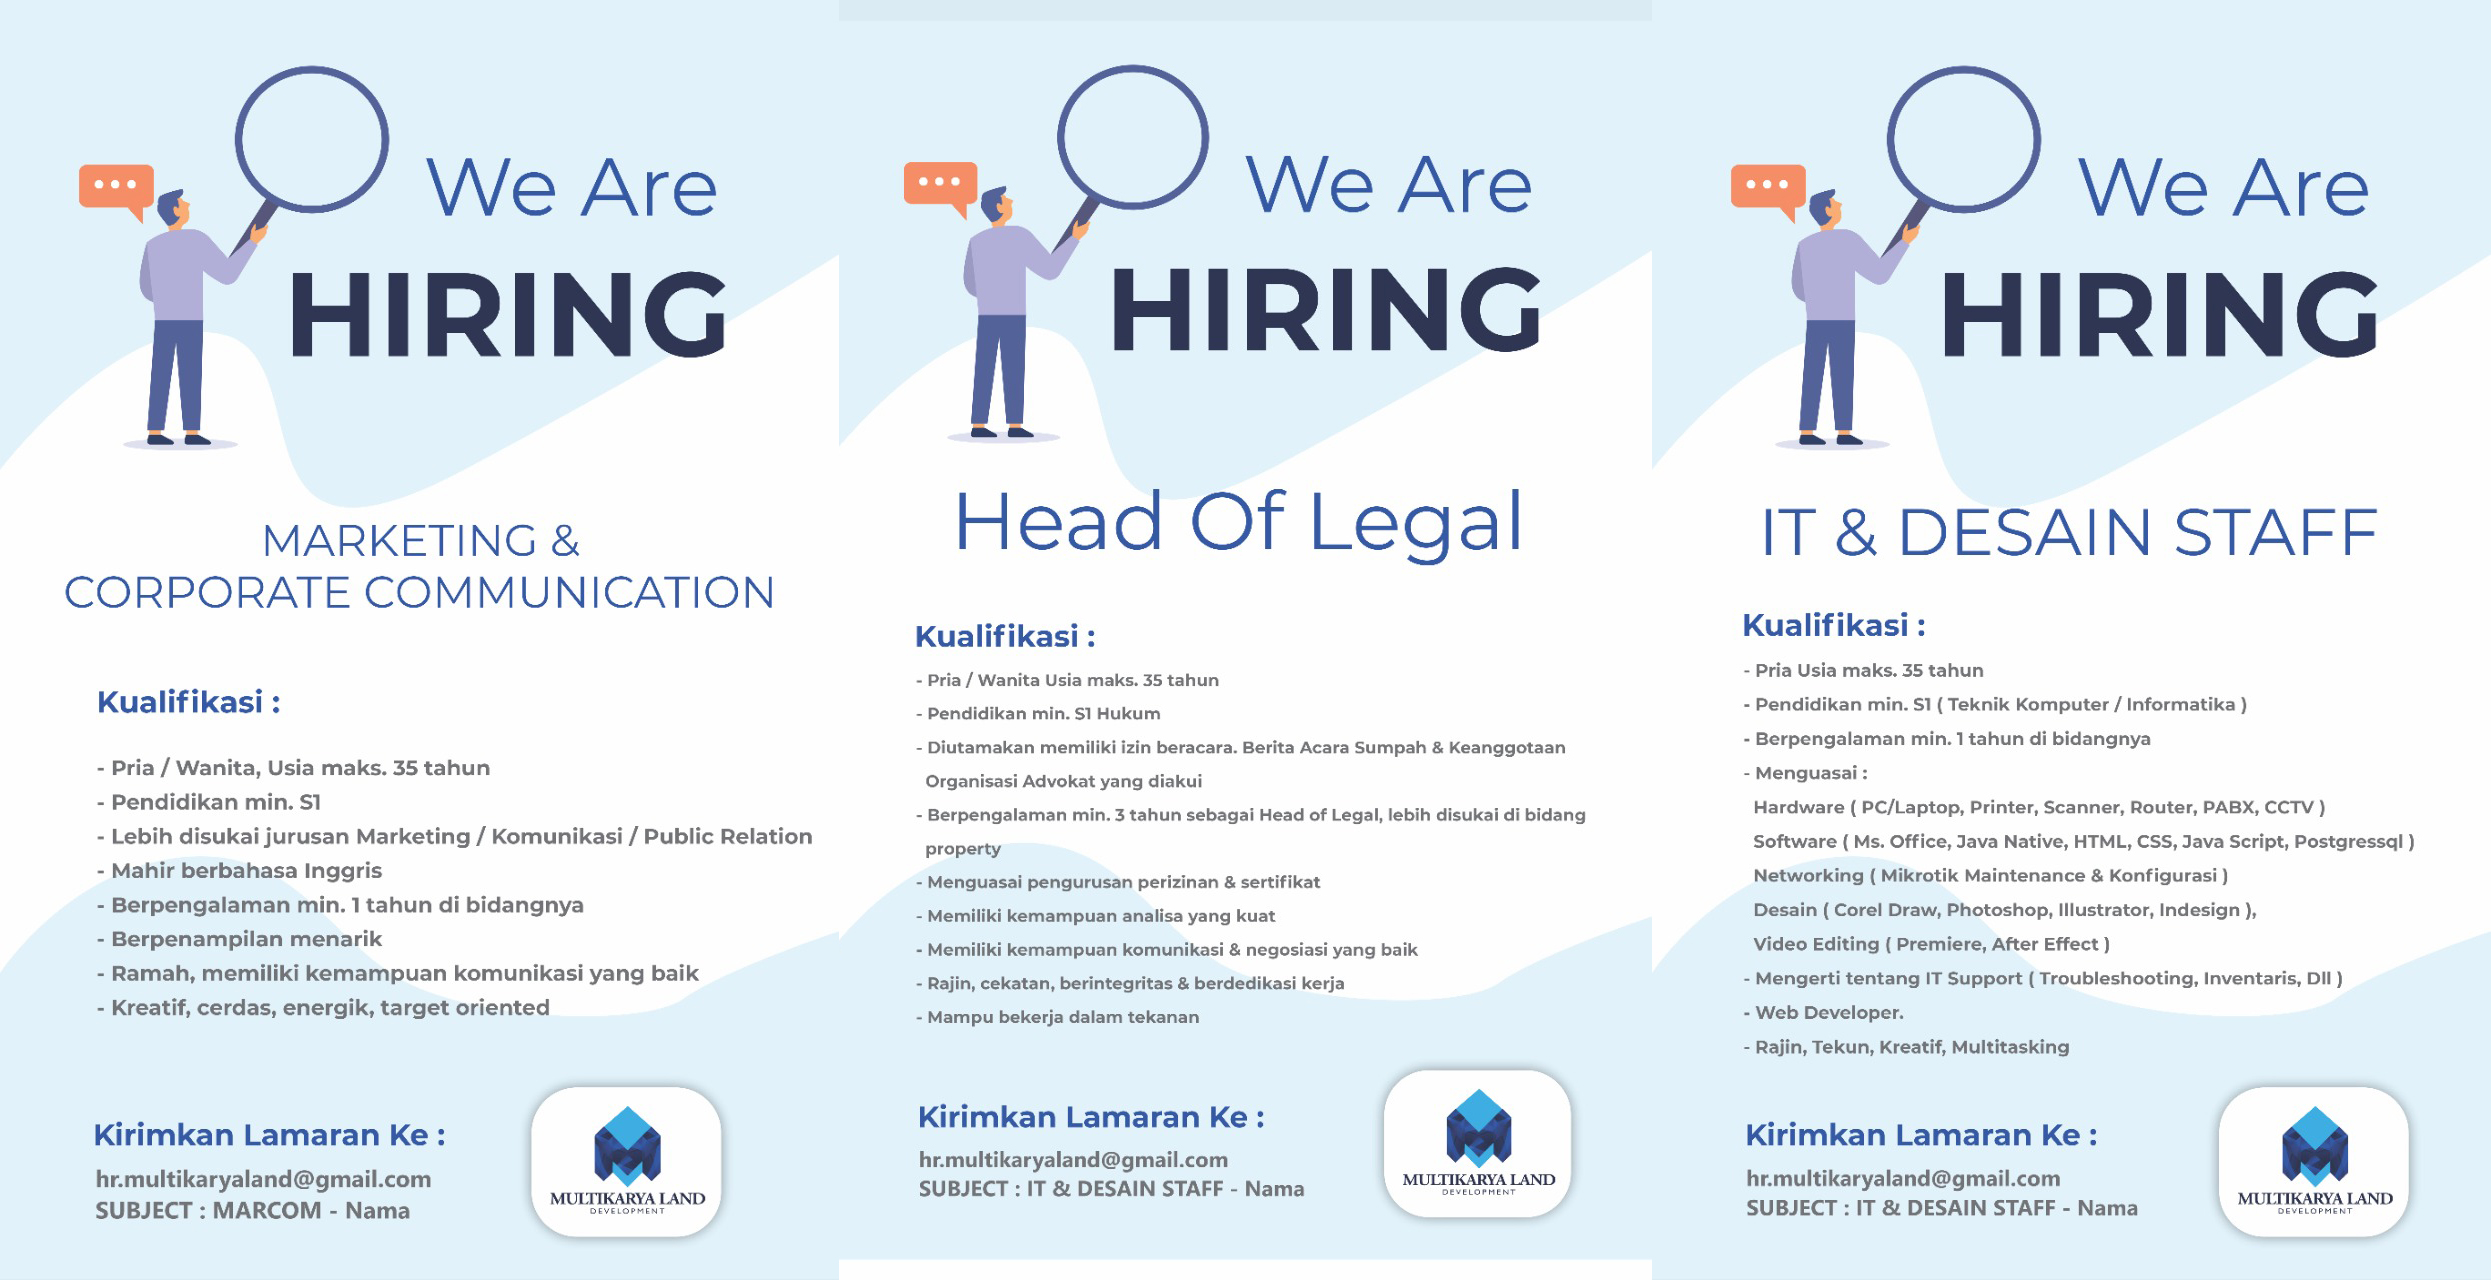 We Are
HIRING
MARKETING &
CORPORATE COMMUNICATION
Kualifikasi :
- Pria / Wanita, Usia maks. 35 tahun
- Pendidikan min. S1
- Lebih disukai jurusan Marketing / Komunikasi / Public Relation
- Mahir berbahasa Inggris
- Berpengalaman min. 1 tahun di bidangnya
- Berpenampilan menarik
- Ramah, memiliki kemampuan komunikasi yang baik
- Kreatif, cerdas, energik, target oriented
Kirimkan Lamaran Ke :
hr.multikaryaland@gmail.com
SUBJECT : MARCOM - Nama
MULTIKARYA LAND
DEVELOPMENT
We Are
HIRING
Head Of Legal
Kualifikasi :
- Pria / Wanita Usia maks. 35 tahun
- Pendidikan min. S1 Hukum
- Diutamakan memiliki izin beracara. Berita Acara Sumpah & Keanggotaan
Organisasi Advokat yang diakui
- Berpengalaman min. 3 tahun sebagai Head of Legal, lebih disukai di bidang
property
- Menguasai pengurusan perizinan & sertifikat
- Memiliki kemampuan analisa yang kuat
- Memiliki kemampuan komunikasi & negosiasi yang baik
- Rajin, cekatan, berintegritas & berdedikasi kerja
- Mampu bekerja dalam tekanan
Kirimkan Lamaran Ke :
hr.multikaryaland@gmail.com
SUBJECT : IT & DESAIN STAFF - Nama
MULTIKARYA LAND
DEVELOPMENT
We Are
HIRING
IT & DESAIN STAFF
Kualifikasi :
- Pria Usia maks. 35 tahun
- Pendidikan min. S1 ( Teknik Komputer / Informatika )
- Berpengalaman min. 1 tahun di bidangnya
- Menguasai :
Hardware ( PC/Laptop, Printer, Scanner, Router, PABX, CCTV )
Software ( Ms. Office, Java Native, HTML, CSS, Java Script, Postgressql )
Networking ( Mikrotik Maintenance & Konfigurasi )
Desain ( Corel Draw, Photoshop, Illustrator, Indesign ),
Video Editing ( Premiere, After Effect )
- Mengerti tentang IT Support ( Troubleshooting, Inventaris, Dll )
- Web Developer.
- Rajin, Tekun, Kreatif, Multitasking
Kirimkan Lamaran Ke :
hr.multikaryaland@gmail.com
SUBJECT : IT & DESAIN STAFF - Nama
MULTIKARYA LAND
DEVELOPMENT